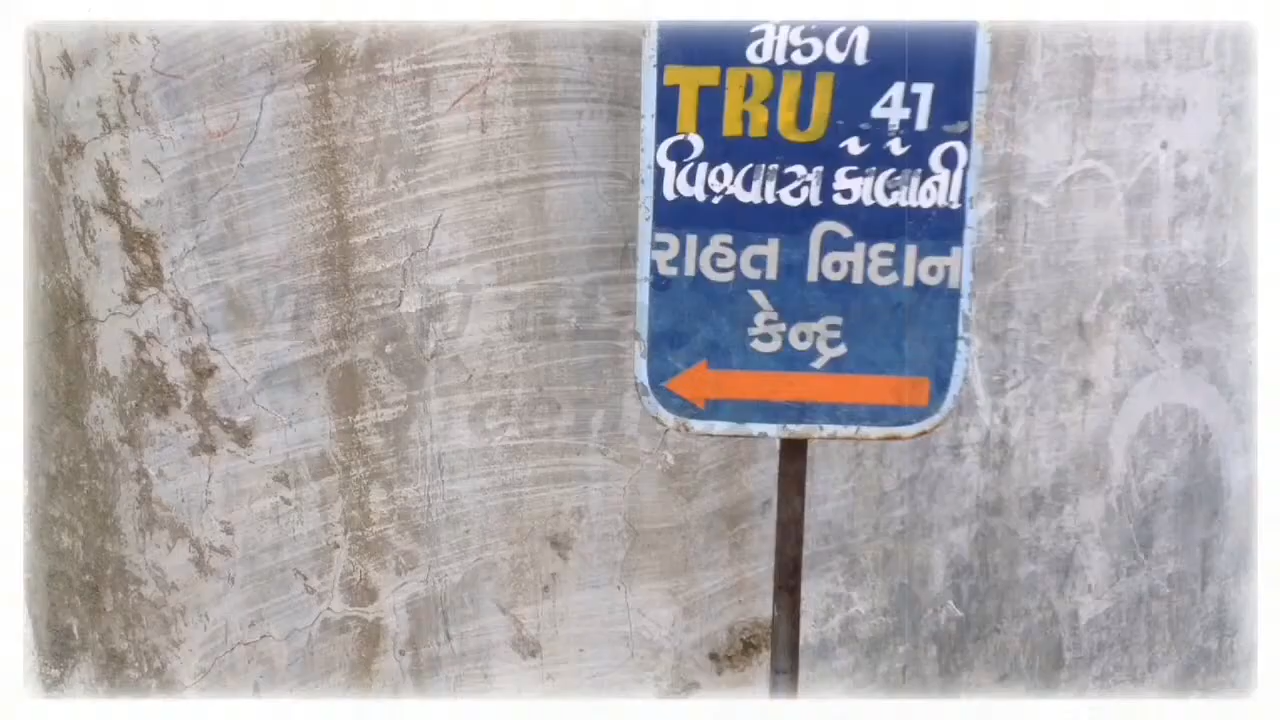 મંડળ
TRU 41
વિશ્વાસ કાલાની
રાહત નિદાન
કેન્દ્ર